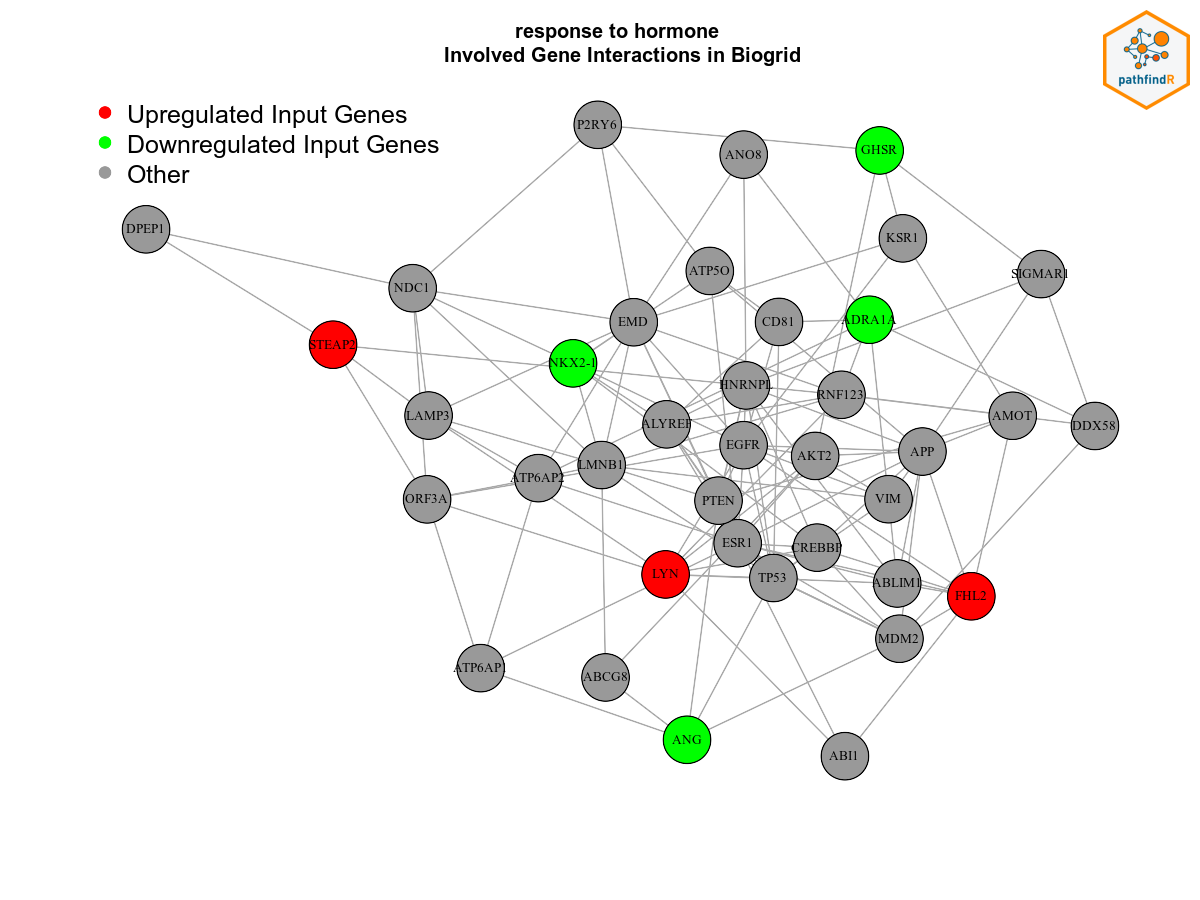 response to hormone
Involved Gene Interactions in Biogrid
pathfindR
Upregulated Input Genes
Downregulated Input Genes
Other
P2RY6
ANO8
GHSR
DPEP1
KSR1
ATP5O
SIGMAR1
NDC1
EMD
CD81
ADRA1A
STEAP2
NKX2-1
HNRNPL
RNF123
LAMP3
ALYREF
AMOT
DDX58
EGFR
AKT2
APP
LMNB1
ATP6AP2
ORF3A
PTEN
VIM
ESR1
CREBBP
LYN
TP53
ABLIM1
FHL2
MDM2
ATP6AP1
ABCG8
ANG
ABI1